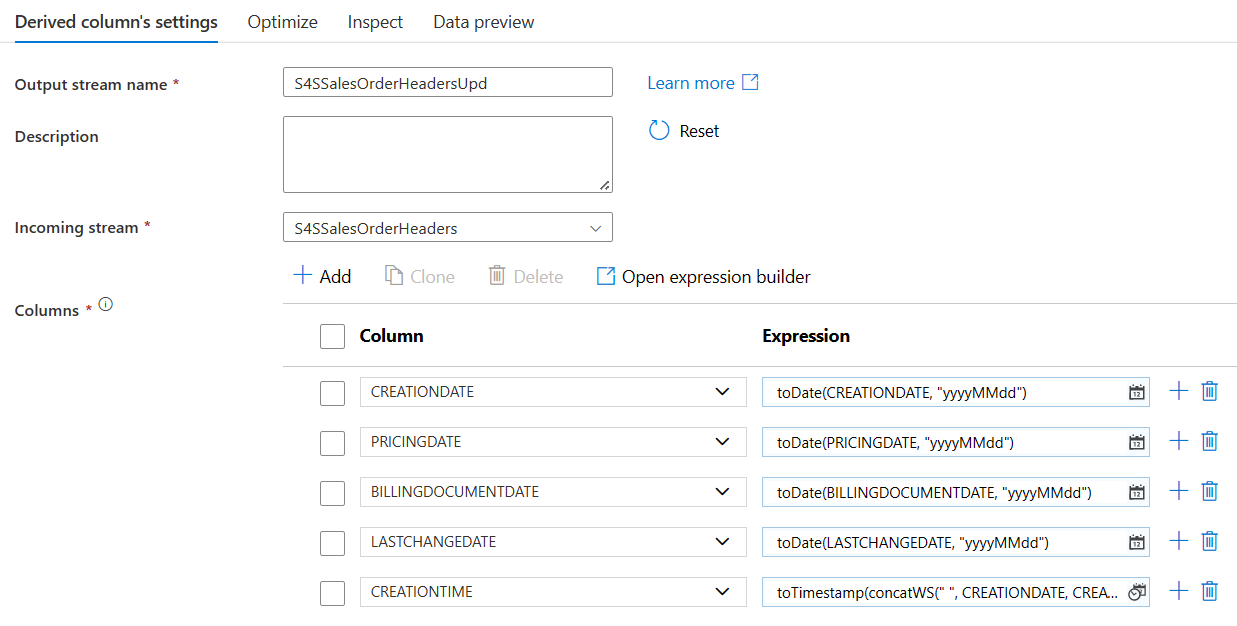 Derived column's settings Optimize Inspect Data preview
Output stream name * S4SSalesOrderHeadersUpd Learn more
Description Reset
Incoming stream * S4SSalesOrderHeaders
Add Clone Delete Open expression builder
Columns *
Column Expression
CREATIONDATE toDate(CREATIONDATE, "yyyyMMdd")
PRICINGDATE toDate(PRICINGDATE, "yyyyMMdd")
BILLINGDOCUMENTDATE toDate(BILLINGDOCUMENTDATE, "yyyyMMdd")
LASTCHANGEDATE toDate(LASTCHANGEDATE, "yyyyMMdd")
CREATIONTIME toTimestamp(concatWS(" ", CREATIONDATE, CREA...